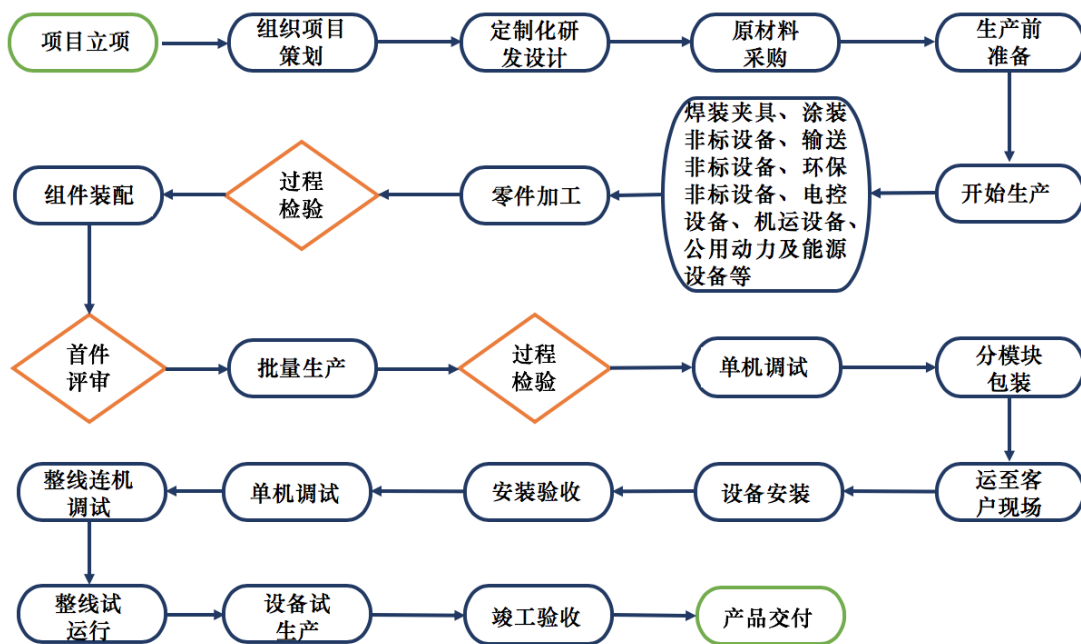 项目立项
组织项目
策划
定制化研
发设计
原材料
采购
生产前
准备
开始生产
焊装夹具、涂装
非标设备、输送
非标设备、环保
非标设备、电控
设备、机运设备、
公用动力及能源
设备等
零件加工
过程
检验
组件装配
首件
评审
批量生产
过程
检验
单机调试
分模块
包装
运至客
户现场
设备安装
安装验收
单机调试
整线连机
调试
整线试
运行
设备试
生产
竣工验收
产品交付